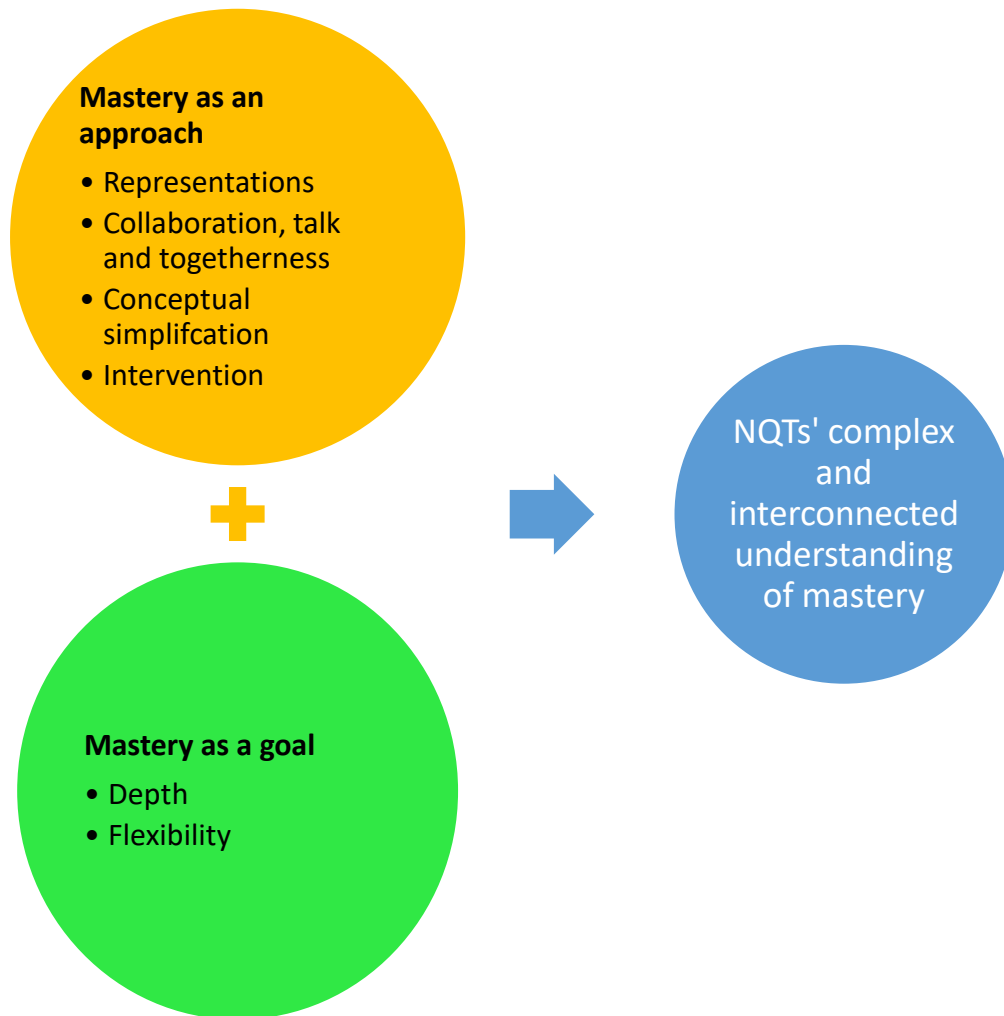 Mastery as an
approach
• Representations
• Collaboration, talk
and togetherness
• Conceptual
simplifcation
• Intervention
Mastery as a goal
• Depth
• Flexibility
NQTs' complex
and
interconnected
understanding
of mastery